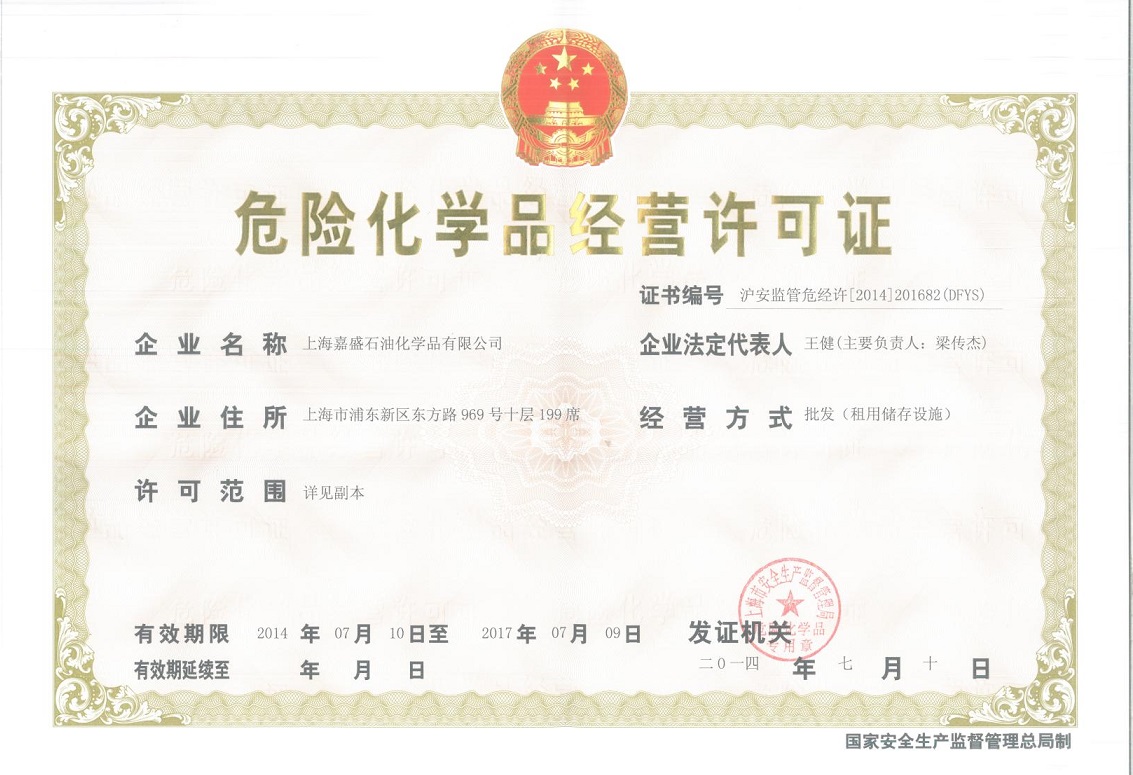 危险化学品经营许可证
证书编号 沪安监管危经许[2014]201682(DFYS)
企业名称 上海嘉盛石油化学品有限公司 企业法定代表人 王健(主要负责人：梁传杰)
企业住所 上海市浦东新区东方路969号十层199席 经营方式 批发（租用储存设施）
许可范围 详见副本
上海市安全生产监督管理局
危险化学品
专用章
有效期限 2014 年 07 月 10 日至 2017 年 07 月 09 日 发证机关
有效期延续至 年 月 日 二0一四 年 七 月 十 日
国家安全生产监督管理总局制